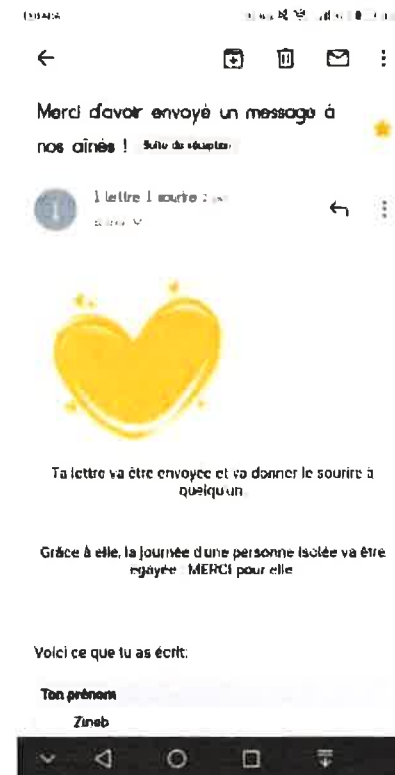 Merci d'avoir envoyé un message à
nos aînés !
1 lettre 1 sourire
Ta lettre va être envoyée et va donner le sourire à
quelqu'un
Grâce à elle, la journée d'une personne isolée va être
égayée. MERCI pour elle
Voici ce que tu as écrit:
Ton prénom
Zineb